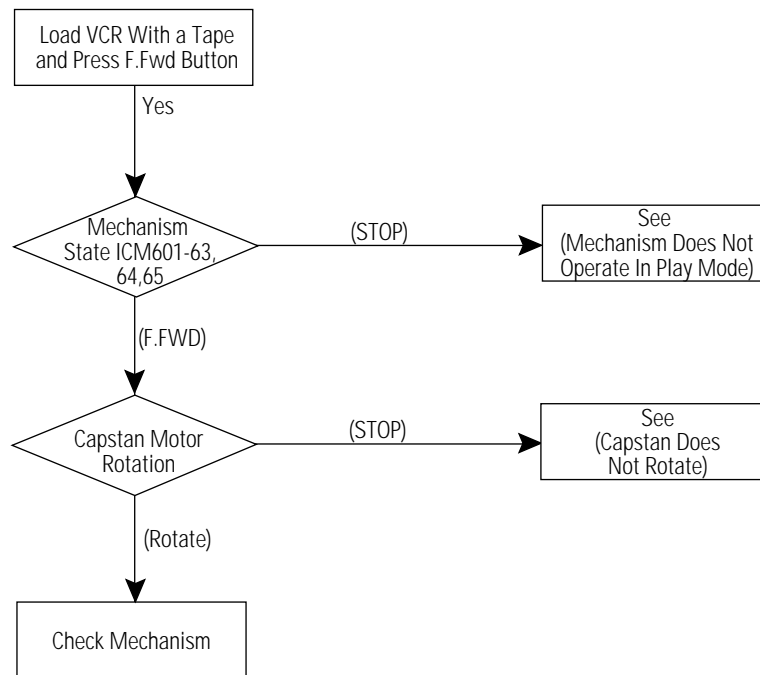 Load VCR With a Tape
and Press F.Fwd Button
Yes
Mechanism
State ICM601-63,
64,65
(STOP)
See
(Mechanism Does Not
Operate In Play Mode)
(F.FWD)
Capstan Motor
Rotation
(STOP)
See
(Capstan Does
Not Rotate)
(Rotate)
Check Mechanism